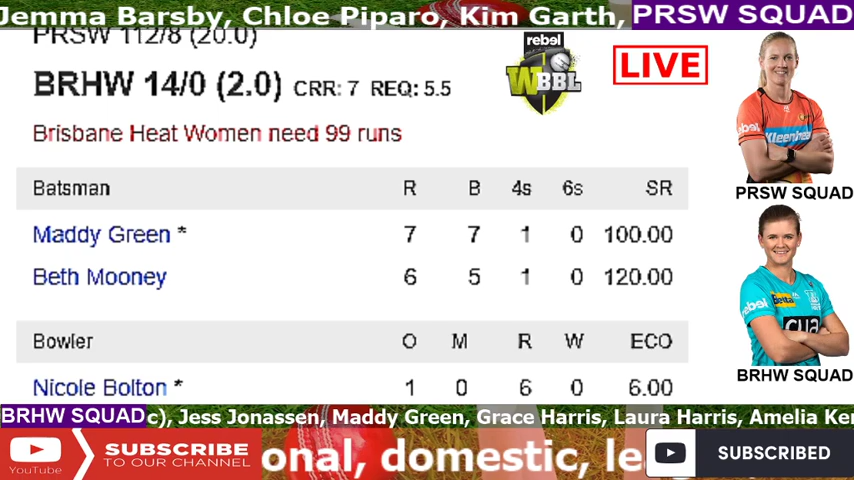 Jemma Barsby, Chloe Piparo, Kim Garth, PRSW SQUAD
PRSW 112/8 (20.0)
BRHW 14/0 (2.0) CRR: 7 REQ: 5.5
Brisbane Heat Women need 99 runs
rebel
WBBL
LIVE
Batsman R B 4s 6s SR
Maddy Green * 7 7 1 0 100.00
Beth Mooney 6 5 1 0 120.00
Bowler O M R W ECO
Nicole Bolton * 1 0 6 0 6.00
rebel Kleenheat
PRSW SQUAD
rebel
BRHW SQUAD
BRHW SQUAD c), Jess Jonassen, Maddy Green, Grace Harris, Laura Harris, Amelia Ker
YouTube
SUBSCRIBE
TO OUR CHANNEL
onal, domestic, le
SUBSCRIBED